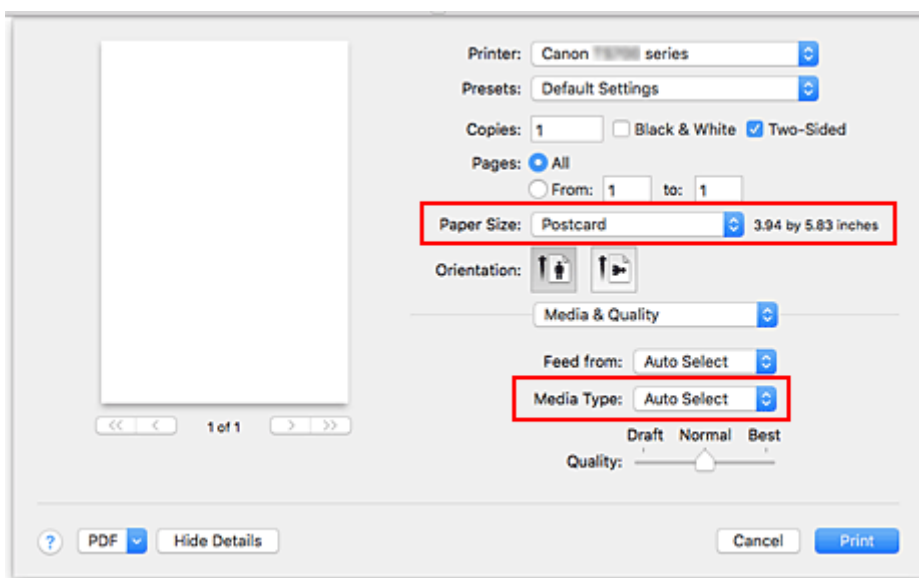 Printer: Canon series
Presets: Default Settings
Copies: 1 Black & White Two-Sided
Pages: All
From: 1 to: 1
Paper Size: Postcard 3.94 by 5.83 inches
Orientation:
Media & Quality
Feed from: Auto Select
Media Type: Auto Select
Draft Normal Best
Quality:
<< < 1 of 1 > >>
? PDF Hide Details Cancel Print